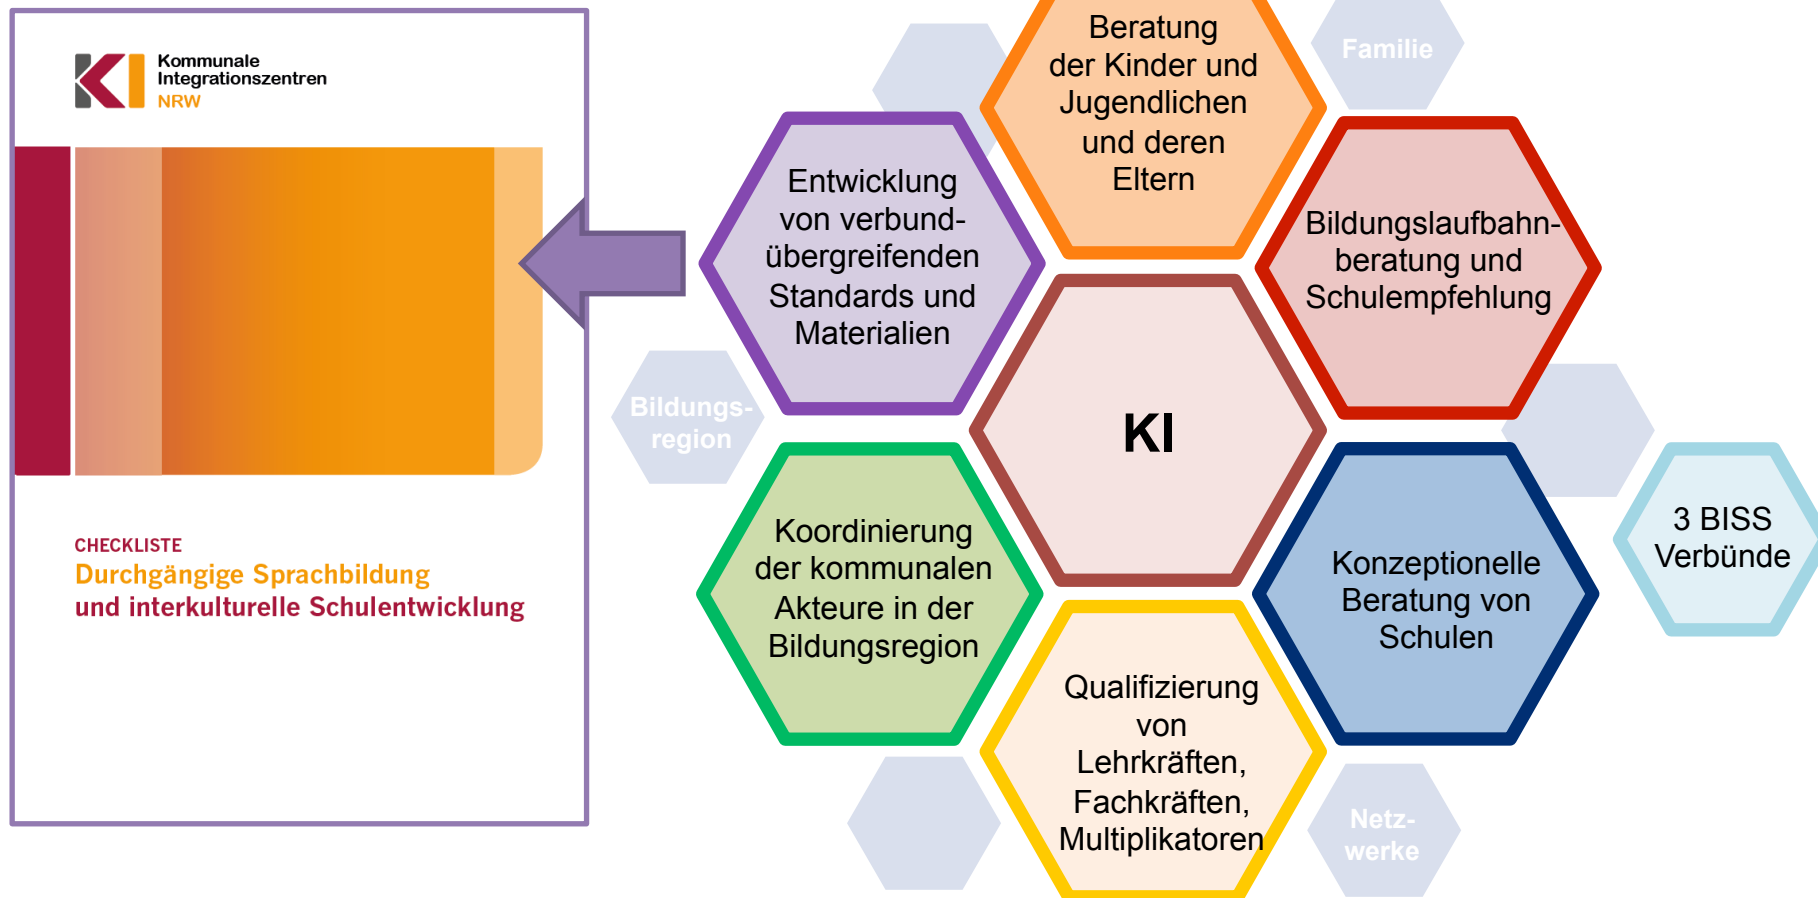 Kommunale
Integrationszentren
NRW
CHECKLISTE
Durchgängige Sprachbildung
und interkulturelle Schulentwicklung
Beratung
der Kinder und
Jugendlichen
und deren
Eltern
Familie
Entwicklung
von verbund-
übergreifenden
Standards und
Materialien
Bildungslaufbahn-
beratung und
Schulempfehlung
Bildungs-
region
KI
Koordinierung
der kommunalen
Akteure in der
Bildungsregion
Konzeptionelle
Beratung von
Schulen
3 BISS
Verbünde
Qualifizierung
von
Lehrkräften,
Fachkräften,
Multiplikatoren
Netz-
werke